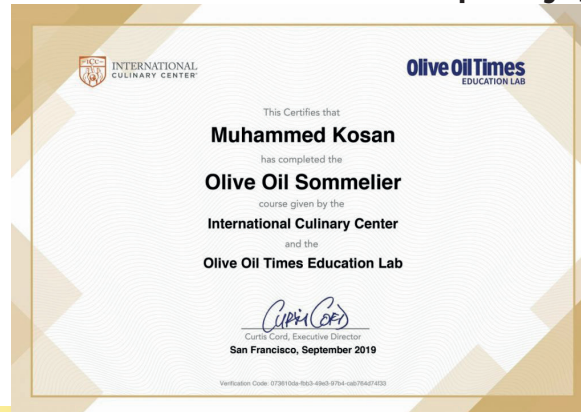 INTERNATIONAL
CULINARY CENTER
Olive Oil Times
EDUCATION LAB
This Certifies that
Muhammed Kosan
has completed the
Olive Oil Sommelier
course given by the
International Culinary Center
and the
Olive Oil Times Education Lab
Curtis Cord, Executive Director
San Francisco, September 2019
Verification Code: